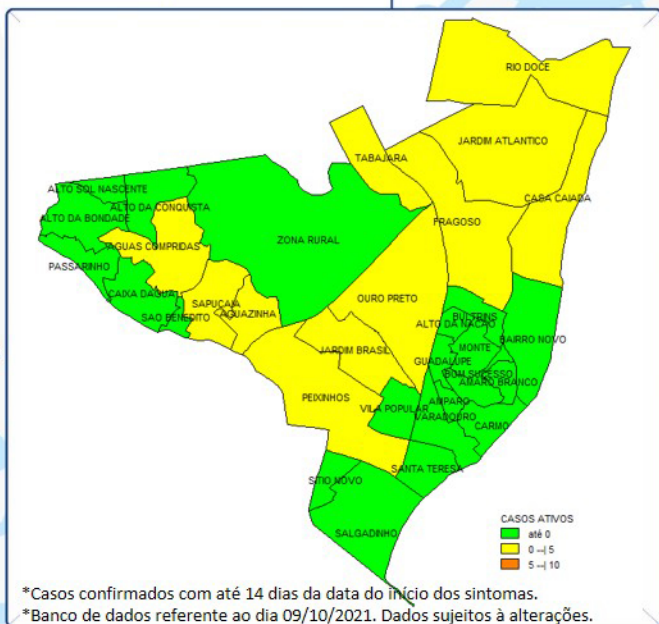 RIO DOCE
JARDIM ATLANTICO
TABAJARA
CASA CAIADA
FRAGOSO
ALTO SOL NASCENTE
ALTO DA CONQUISTA
ALTO DA BONDADE
ZONA RURAL
AGUAS COMPRIDAS
PASSARINHO
CAIXA DAGUA
OURO PRETO
SAPUCAIA
SAO BENEDITO
AGUAZINHA
BULTRINS
ALTO DA NACAO
BAIRRO NOVO
MONTE
JARDIM BRASIL
GUADALUPE
BOM SUCESSO
AMARO BRANCO
PEIXINHOS
AMPARO
VILA POPULAR
VARADOURO
CARMO
SANTA TERESA
SITIO NOVO
SALGADINHO
CASOS ATIVOS
até 0
0 --| 5
5 --| 10
*Casos confirmados com até 14 dias da data do início dos sintomas.
*Banco de dados referente ao dia 09/10/2021. Dados sujeitos à alterações.